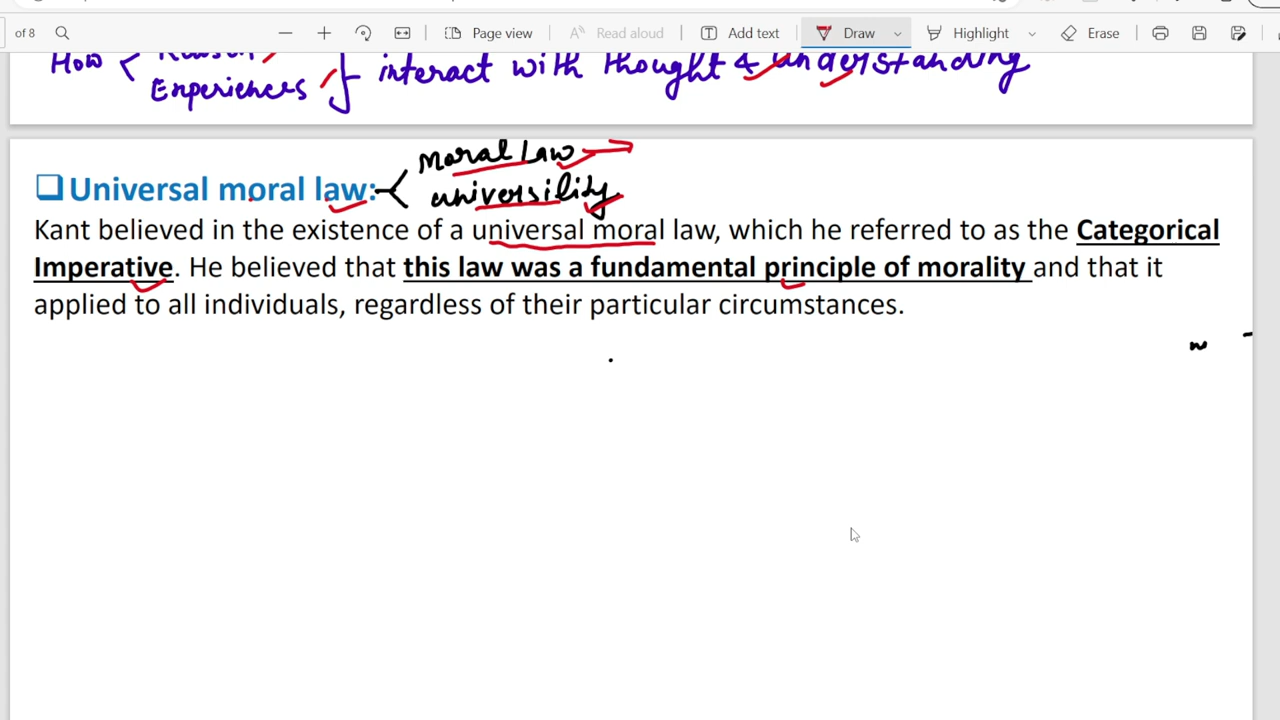 of 8
Page view
Read aloud
Add text
Draw
Highlight
Erase
How
Experiences
interact with thought & understanding
Moral Law
universility
Universal moral law:
Kant believed in the existence of a universal moral law, which he referred to as the Categorical
Imperative. He believed that this law was a fundamental principle of morality and that it
applied to all individuals, regardless of their particular circumstances.